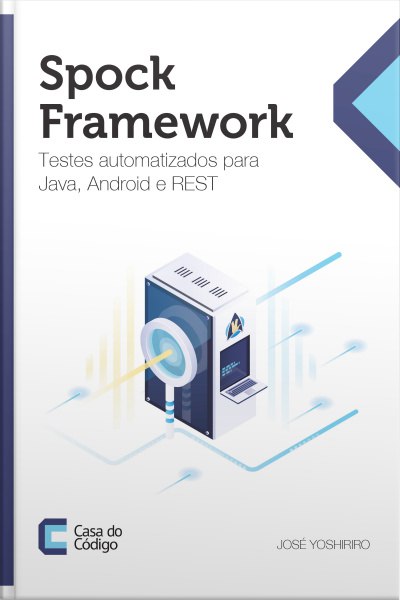 Spock
Framework
Testes automatizados para
Java, Android e REST
Casa do
Código
JOSÉ YOSHIRIRO